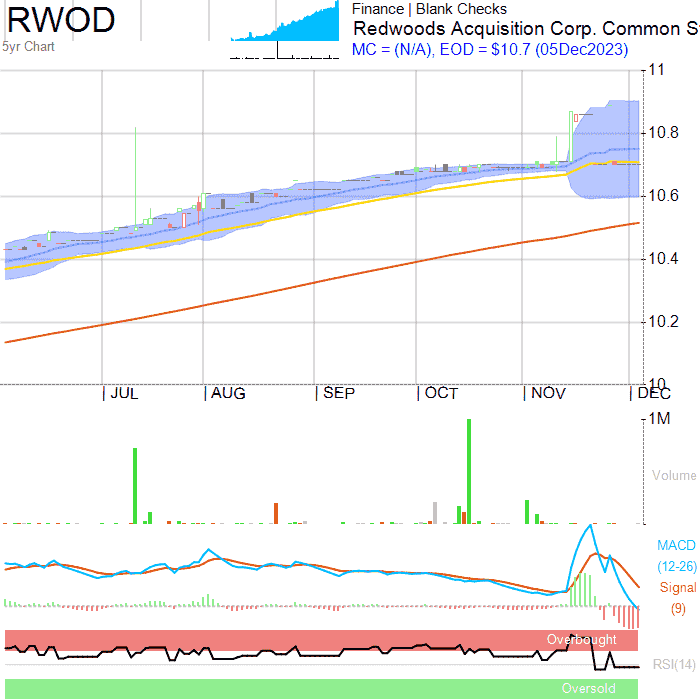 RWOD
5yr Chart
Finance | Blank Checks
Redwoods Acquisition Corp. Common S
MC = (N/A), EOD = $10.7 (05Dec2023)
11
10.8
10.6
10.4
10.2
10
JUL AUG SEP OCT NOV DEC
1M
Volume
MACD
(12-26)
Signal
(9)
Overbought
RSI(14)
Oversold